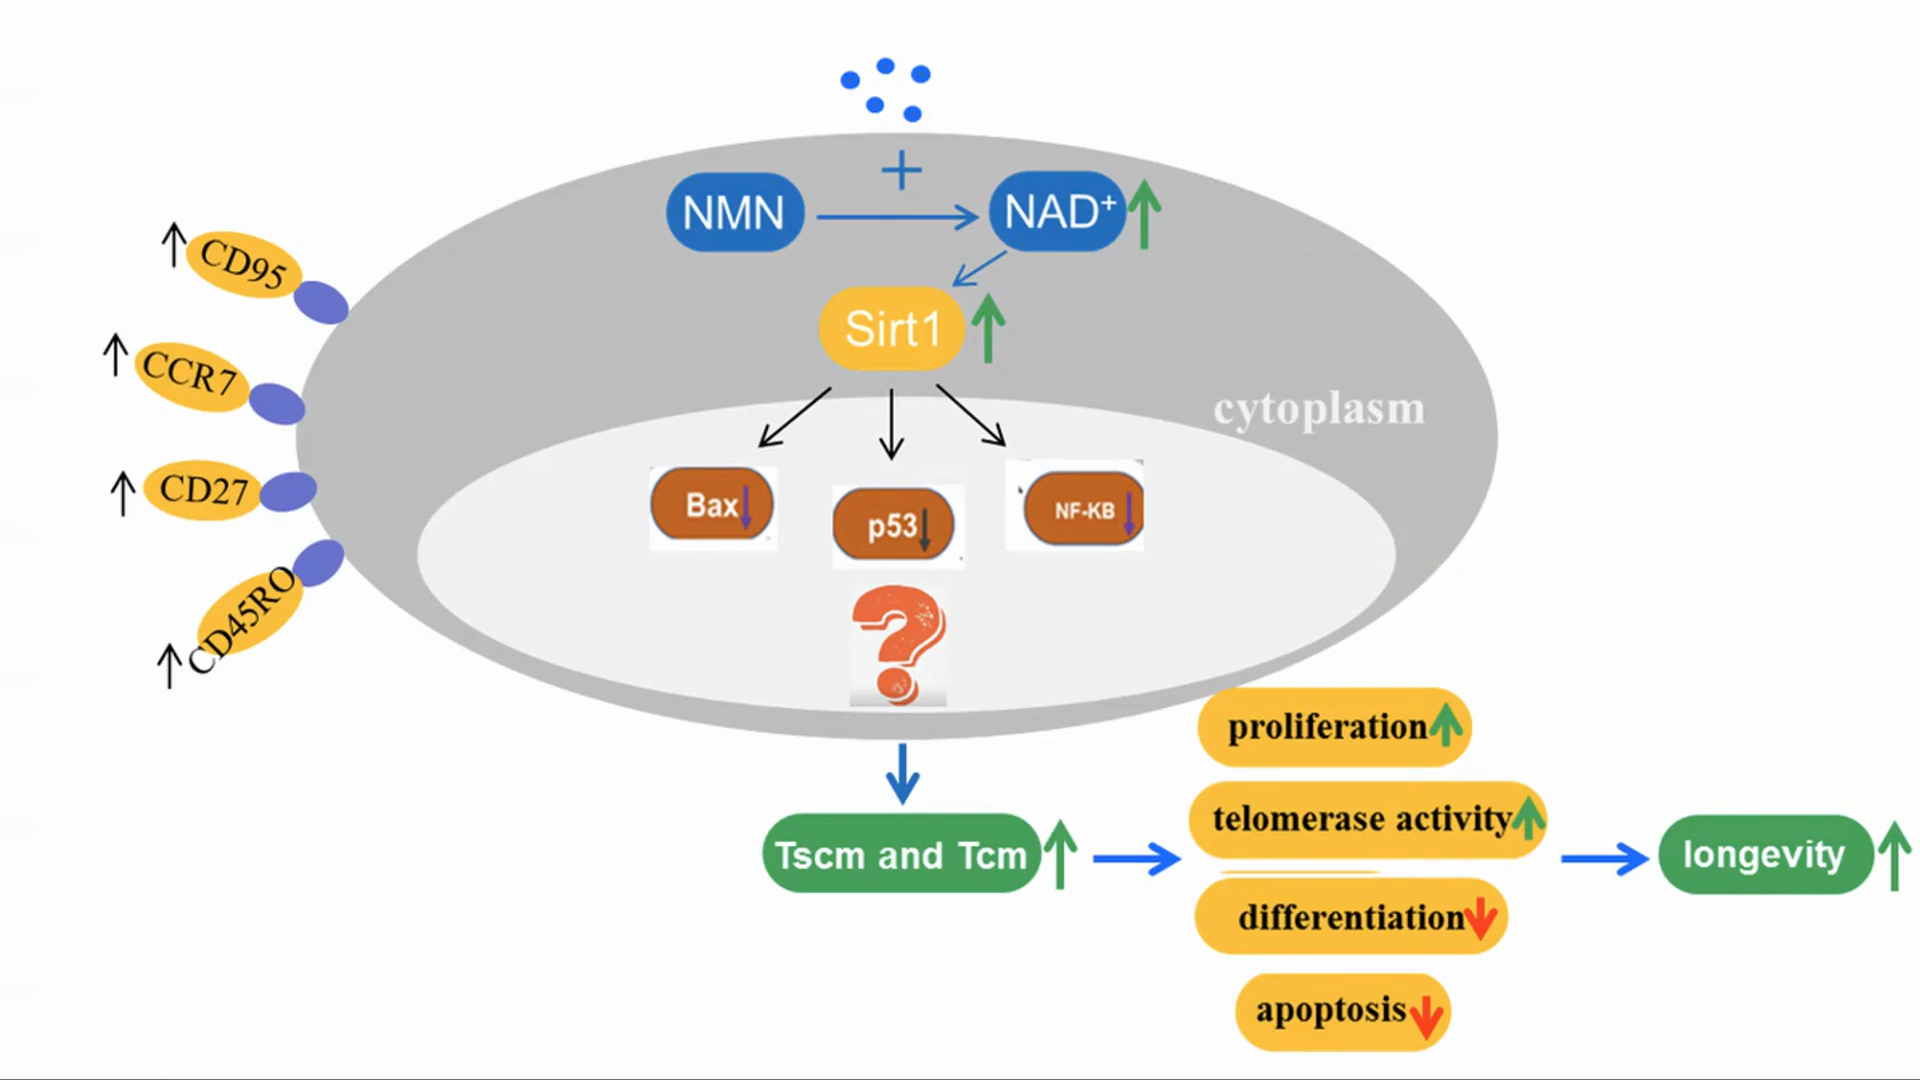 NMN
NAD+
Sirt1
cytoplasm
CD95
CCR7
CD27
CD45RO
Bax
p53
NF-KB
?
Tscm and Tcm
proliferation
telomerase activity
differentiation
apoptosis
longevity